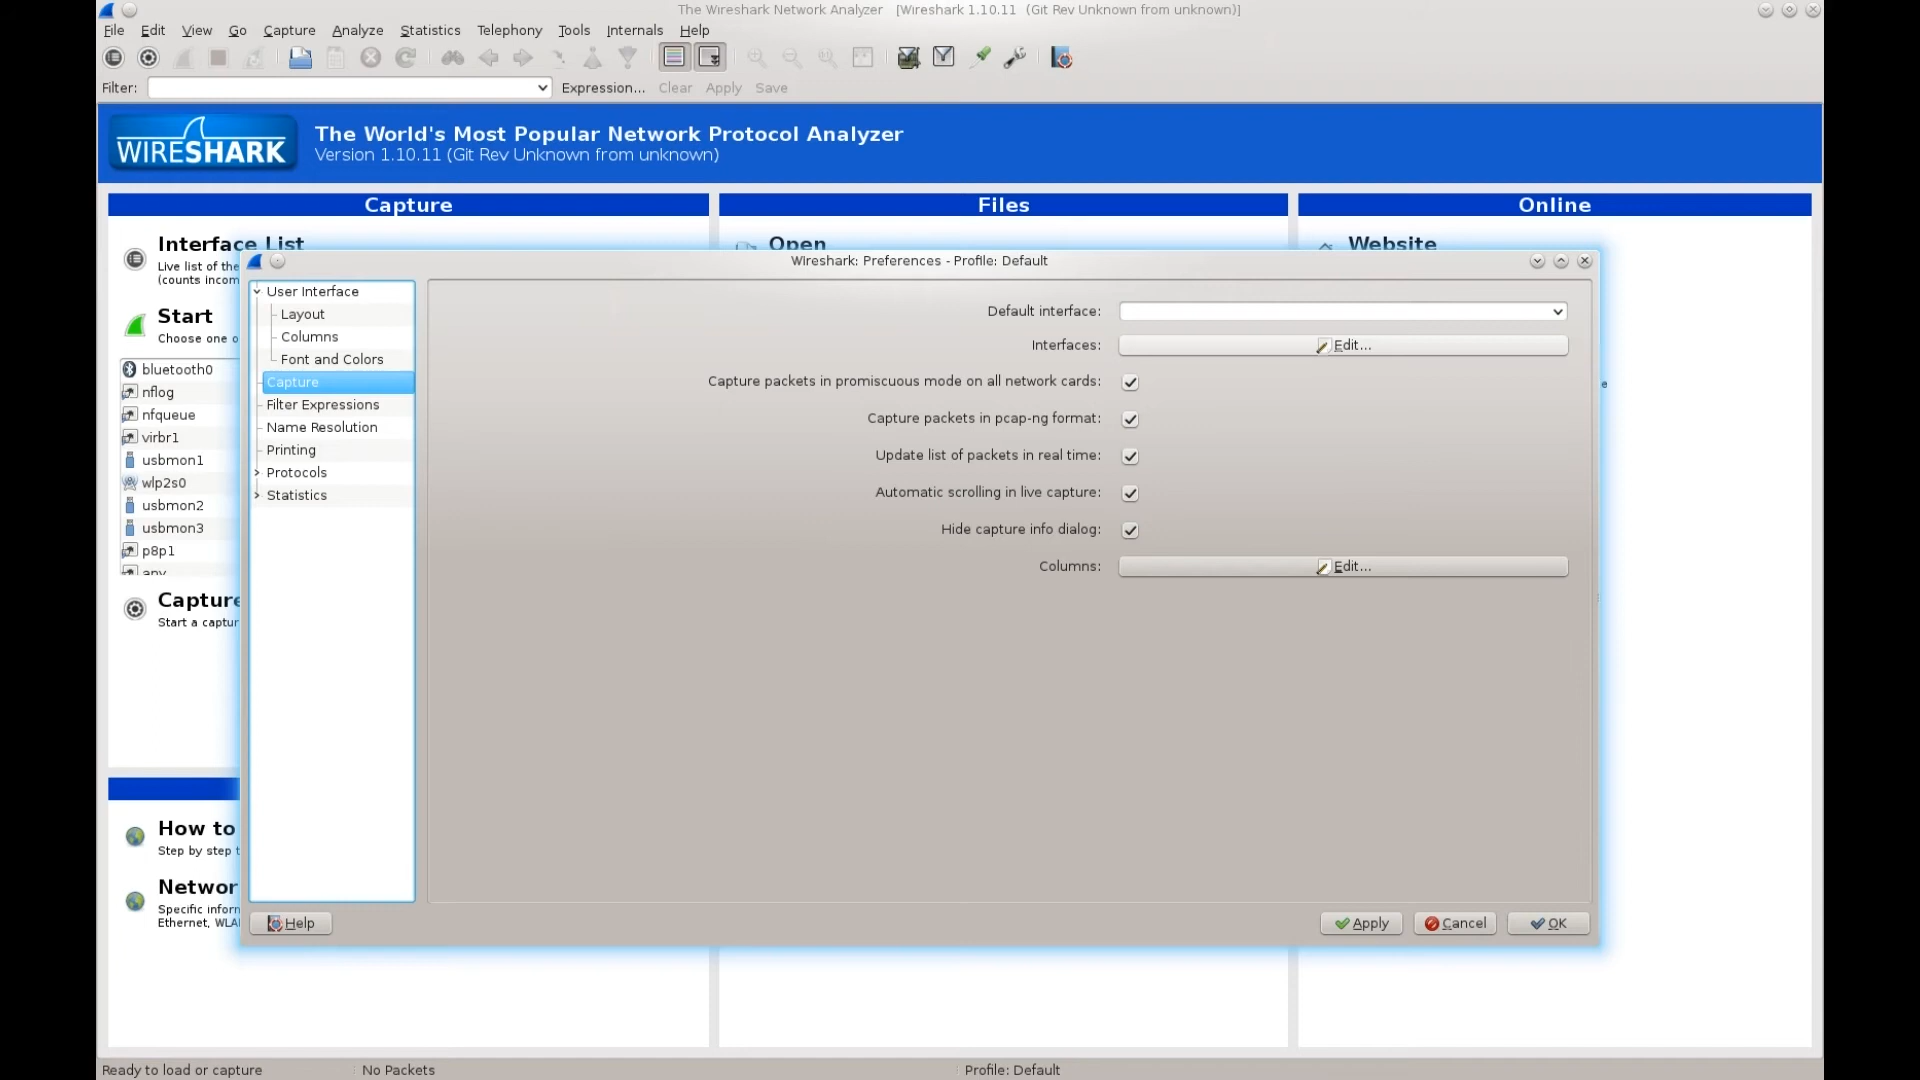 The Wireshark Network Analyzer [Wireshark 1.10.11 (Git Rev Unknown from unknown)]
File Edit View Go Capture Analyze Statistics Telephony Tools Internals Help
Filter: Expression... Clear Apply Save
WIRESHARK
The World's Most Popular Network Protocol Analyzer
Version 1.10.11 (Git Rev Unknown from unknown)
Capture
Files
Online
Interface List
Live list of the
(counts incom
Start
Choose one o
bluetooth0
nflog
nfqueue
virbr1
usbmon1
wlp2s0
usbmon2
usbmon3
p8p1
any
Capture
Start a captur
How to
Step by step t
Networ
Specific inforn
Ethernet, WLA
Open
Website
e
Wireshark: Preferences - Profile: Default
User Interface
Layout
Columns
Font and Colors
Capture
Filter Expressions
Name Resolution
Printing
Protocols
Statistics
Default interface:
Interfaces: Edit...
Capture packets in promiscuous mode on all network cards:
Capture packets in pcap-ng format:
Update list of packets in real time:
Automatic scrolling in live capture:
Hide capture info dialog:
Columns: Edit...
Help Apply Cancel OK
Ready to load or capture No Packets Profile: Default